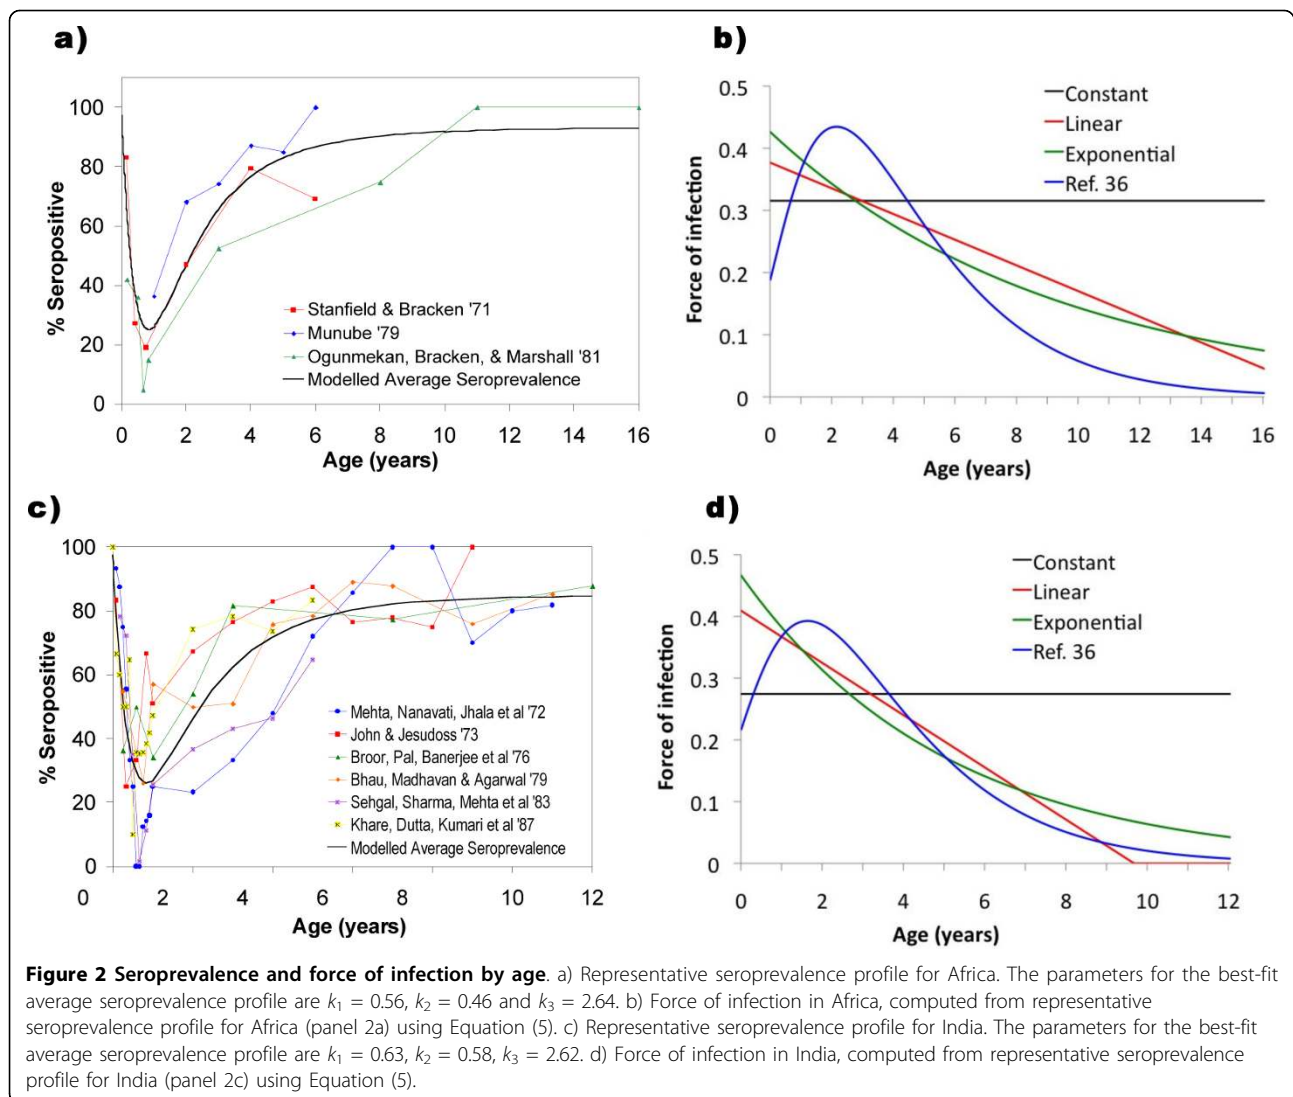 a)
100
80
60
40
20
0
% Seropositive
0 2 4 6 8 10 12 14 16
Age (years)
Stanfield & Bracken '71
Munube '79
Ogunmekan, Bracken, & Marshall '81
Modelled Average Seroprevalence
b)
0.5
0.4
0.3
0.2
0.1
0
Force of infection
0 2 4 6 8 10 12 14 16
Age (years)
Constant
Linear
Exponential
Ref. 36
c)
100
80
60
40
20
0
% Seropositive
0 2 4 6 8 10 12
Age (years)
Mehta, Nanavati, Jhala et al '72
John & Jesudoss '73
Broor, Pal, Banerjee et al '76
Bhau, Madhavan & Agarwal '79
Sehgal, Sharma, Mehta et al '83
Khare, Dutta, Kumari et al '87
Modelled Average Seroprevalence
d)
0.5
0.4
0.3
0.2
0.1
0
Force of infection
0 2 4 6 8 10 12
Age (years)
Constant
Linear
Exponential
Ref. 36
Figure 2 Seroprevalence and force of infection by age. a) Representative seroprevalence profile for Africa. The parameters for the best-fit
average seroprevalence profile are k1 = 0.56, k2 = 0.46 and k3 = 2.64. b) Force of infection in Africa, computed from representative
seroprevalence profile for Africa (panel 2a) using Equation (5). c) Representative seroprevalence profile for India. The parameters for the best-fit
average seroprevalence profile are k1 = 0.63, k2 = 0.58, k3 = 2.62. d) Force of infection in India, computed from representative seroprevalence
profile for India (panel 2c) using Equation (5).